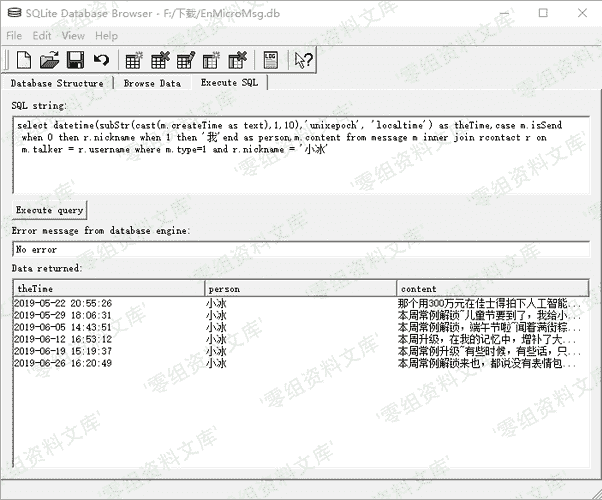 SQLite Database Browser - F:/下载/EnMicroMsg.db
File Edit View Help
LOG
Database Structure Browse Data Execute SQL
SQL string:
select datetime(subStr(cast(m.createTime as text),1,10),'unixepoch', 'localtime') as theTime,case m.isSend
when 0 then r.nickname when 1 then '我'end as person,m.content from message m inner join rcontact r on
m.talker = r.username where m.type=1 and r.nickname = '小冰'
Execute query
Error message from database engine:
No error
Data returned:
theTime person content
2019-05-22 20:55:26 小冰 那个用300万元在佳士得拍下人工智能...
2019-05-29 18:06:31 小冰 本周常例解锁~儿童节要到了，我给小...
2019-06-05 14:43:51 小冰 本周常例解锁，端午节啦~闻着满街粽...
2019-06-12 16:53:12 小冰 本周升级，在我的记忆中，增补了大...
2019-06-19 15:19:37 小冰 本周常例升级~有些时候，有些话，只...
2019-06-26 16:20:49 小冰 本周常例解锁来也，都说没有表情包...
'零组资料文库'